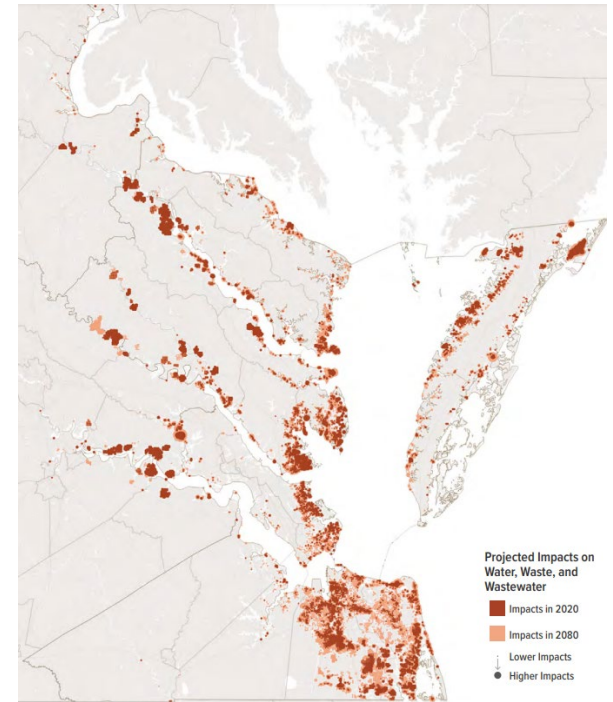 Projected Impacts on
Water, Waste, and
Wastewater
Impacts in 2020
Impacts in 2080
Lower Impacts
Higher Impacts